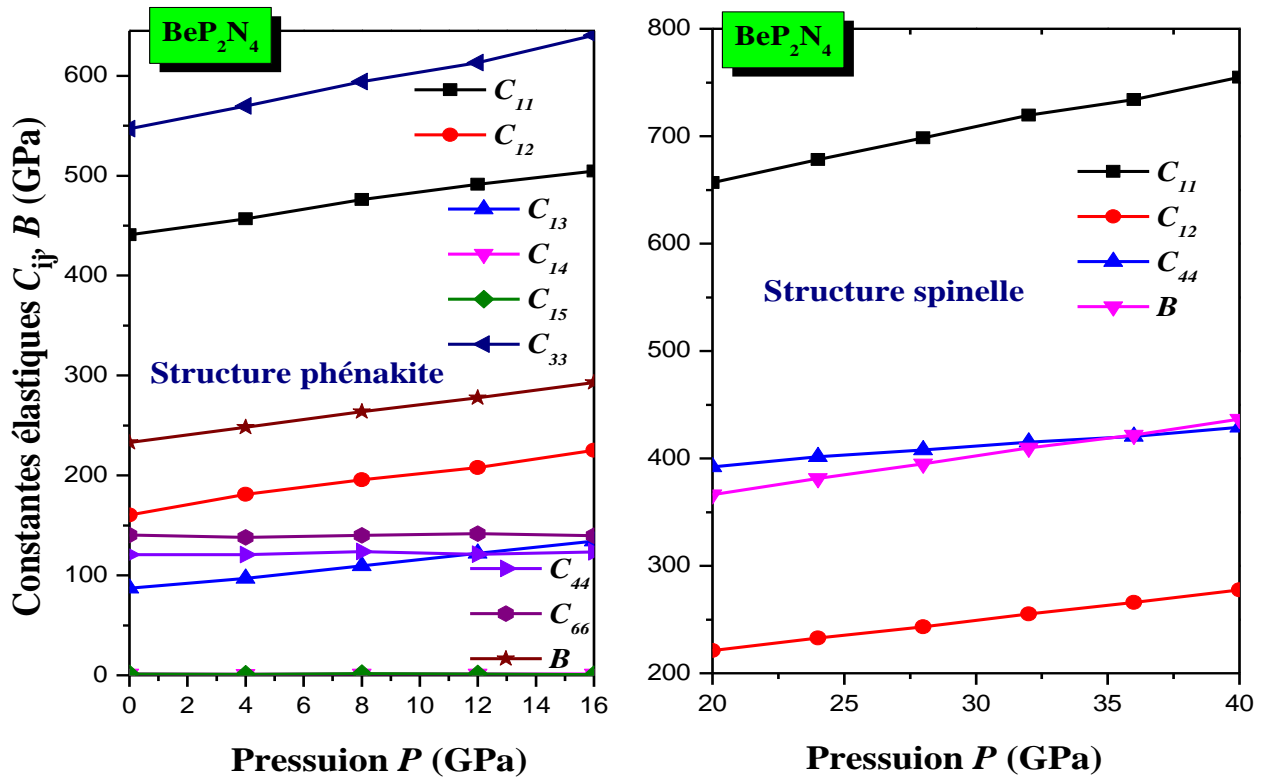 BeP2N4
C11
C12
C13
C14
C15
C33
Structure phénakite
C44
C66
B
Constantes élastiques Cij, B (GPa)
600
500
400
300
200
100
0
0 2 4 6 8 10 12 14 16
Pressuion P (GPa)
BeP2N4
C11
C12
C44
B
Structure spinelle
800
700
600
500
400
300
200
20 25 30 35 40
Pressuion P (GPa)